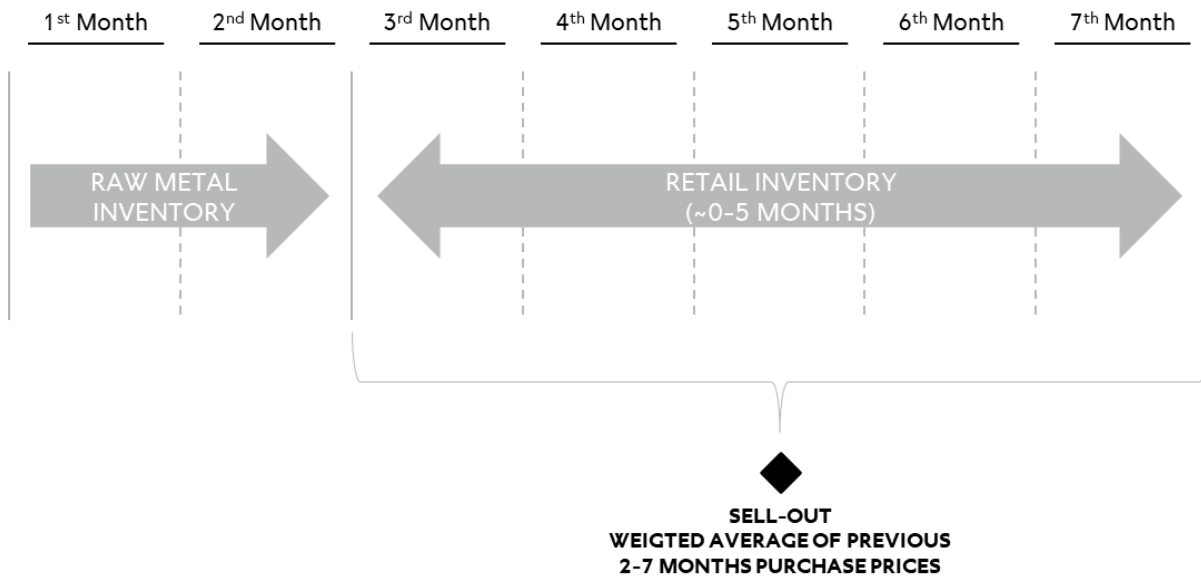 1st Month 2nd Month 3rd Month 4th Month 5th Month 6th Month 7th Month
RAW METAL
INVENTORY
RETAIL INVENTORY
(~0-5 MONTHS)
SELL-OUT
WEIGTED AVERAGE OF PREVIOUS
2-7 MONTHS PURCHASE PRICES